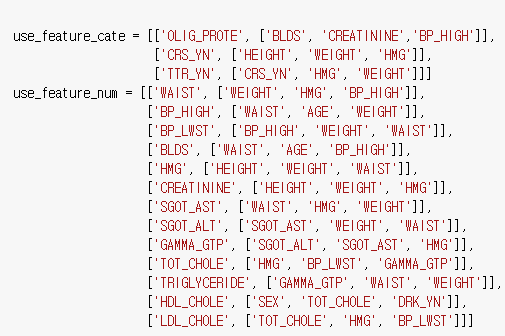 use_feature_cate = [['OLIG_PROTE', ['BLDS', 'CREATININE','BP_HIGH']],
['CRS_YN', ['HEIGHT', 'WEIGHT', 'HMG']],
['TTR_YN', ['CRS_YN', 'HMG', 'WEIGHT']]]
use_feature_num = [['WAIST', ['WEIGHT', 'HMG', 'BP_HIGH']],
['BP_HIGH', ['WAIST', 'AGE', 'WEIGHT']],
['BP_LWST', ['BP_HIGH', 'WEIGHT', 'WAIST']],
['BLDS', ['WAIST', 'AGE', 'BP_HIGH']],
['HMG', ['HEIGHT', 'WEIGHT', 'WAIST']],
['CREATININE', ['HEIGHT', 'WEIGHT', 'HMG']],
['SGOT_AST', ['WAIST', 'HMG', 'WEIGHT']],
['SGOT_ALT', ['SGOT_AST', 'WEIGHT', 'WAIST']],
['GAMMA_GTP', ['SGOT_ALT', 'SGOT_AST', 'HMG']],
['TOT_CHOLE', ['HMG', 'BP_LWST', 'GAMMA_GTP']],
['TRIGLYCERIDE', ['GAMMA_GTP', 'WAIST', 'WEIGHT']],
['HDL_CHOLE', ['SEX', 'TOT_CHOLE', 'DRK_YN']],
['LDL_CHOLE', ['TOT_CHOLE', 'HMG', 'BP_LWST']]]